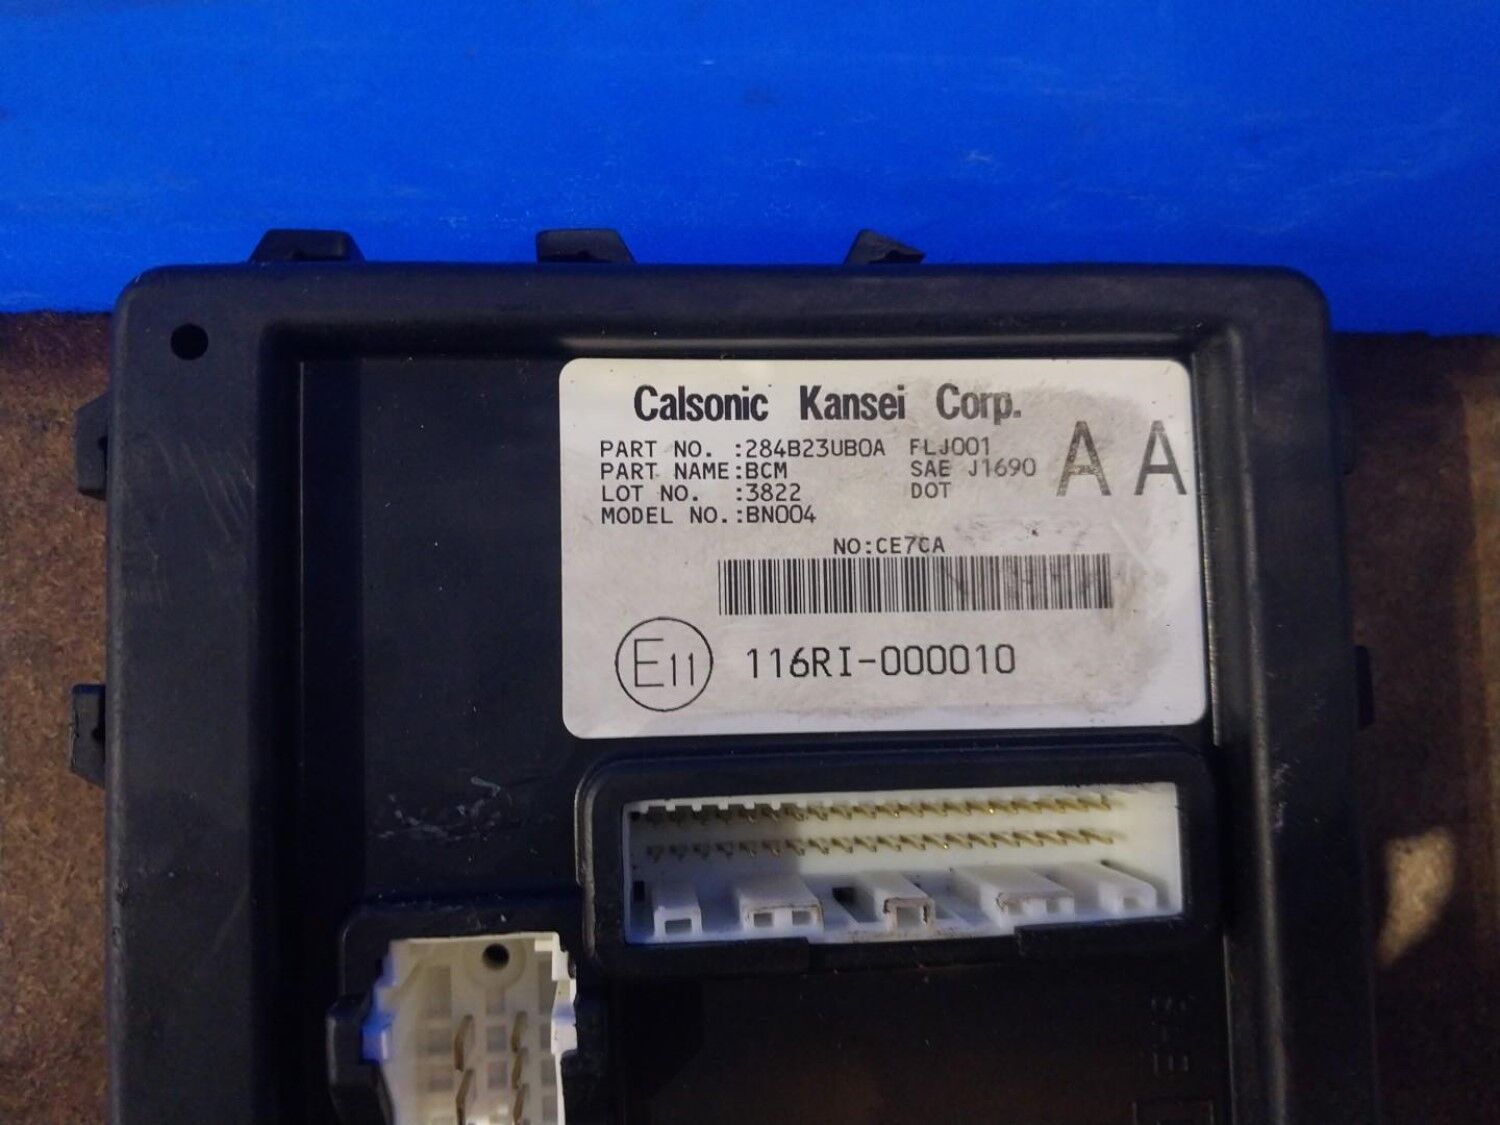 Calsonic Kansei Corp.
PART NO. :284B23UB0A FLJ001
PART NAME:BCM SAE J1690
LOT NO. :3822 DOT
MODEL NO.:BN004
A A
NO:CE7CA
E11 116RI-000010